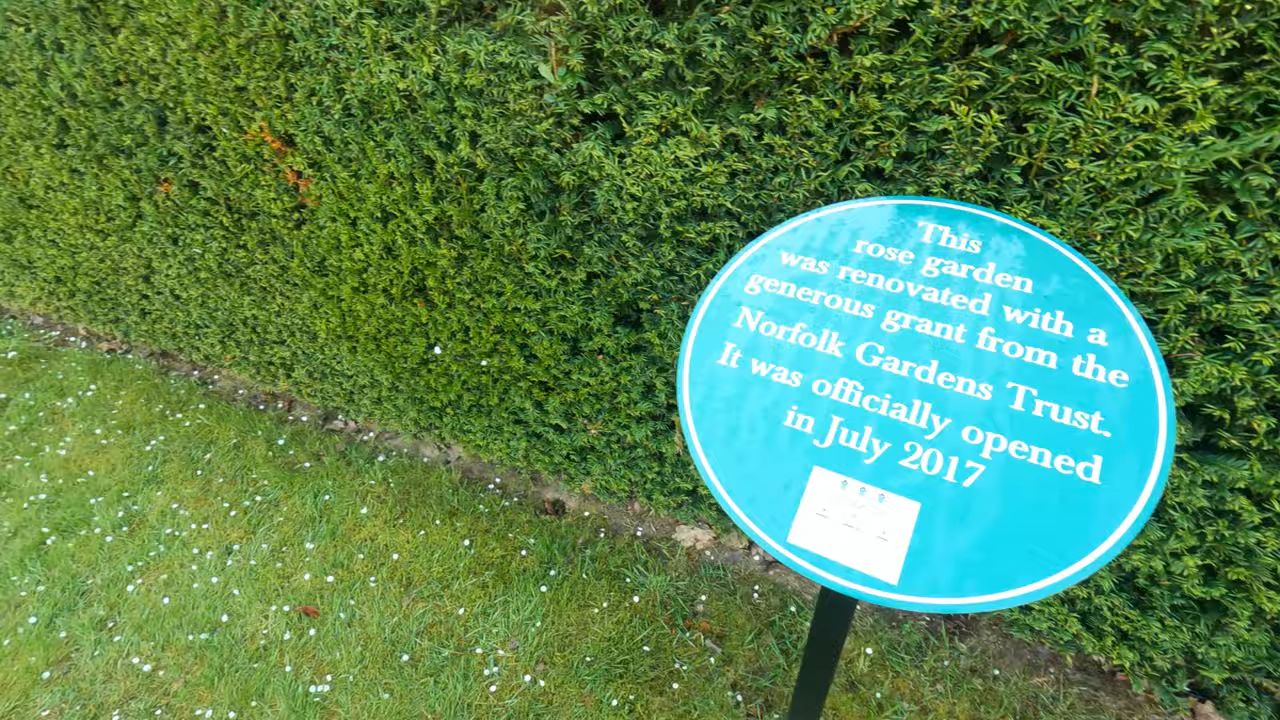 This
rose garden
was renovated with a
generous grant from the
Norfolk Gardens Trust.
It was officially opened
in July 2017